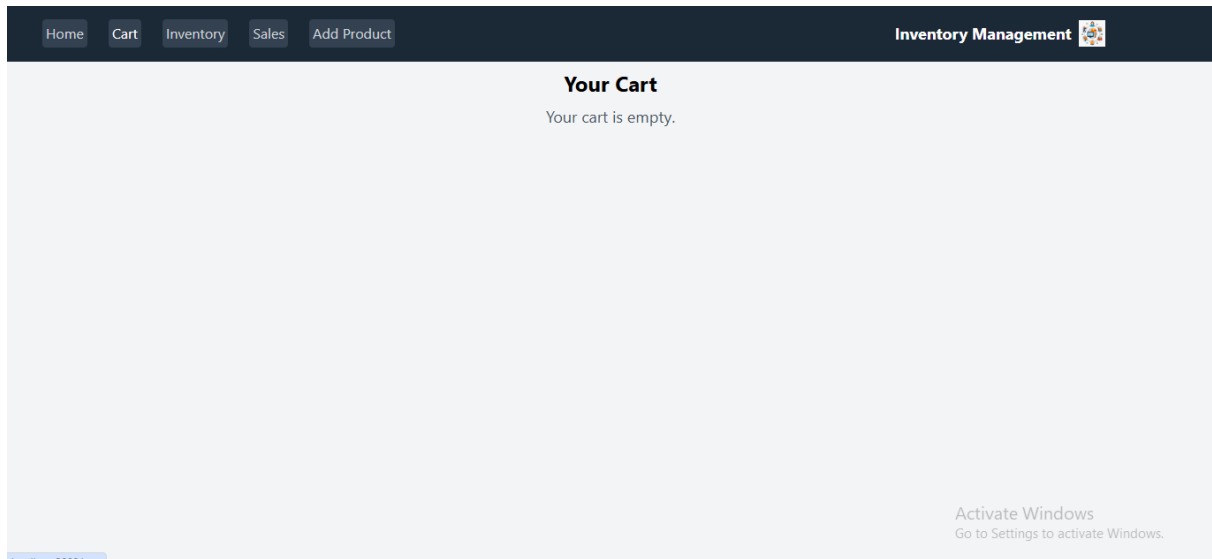 Home Cart Inventory Sales Add Product Inventory Management
Your Cart
Your cart is empty.
Activate Windows
Go to Settings to activate Windows.